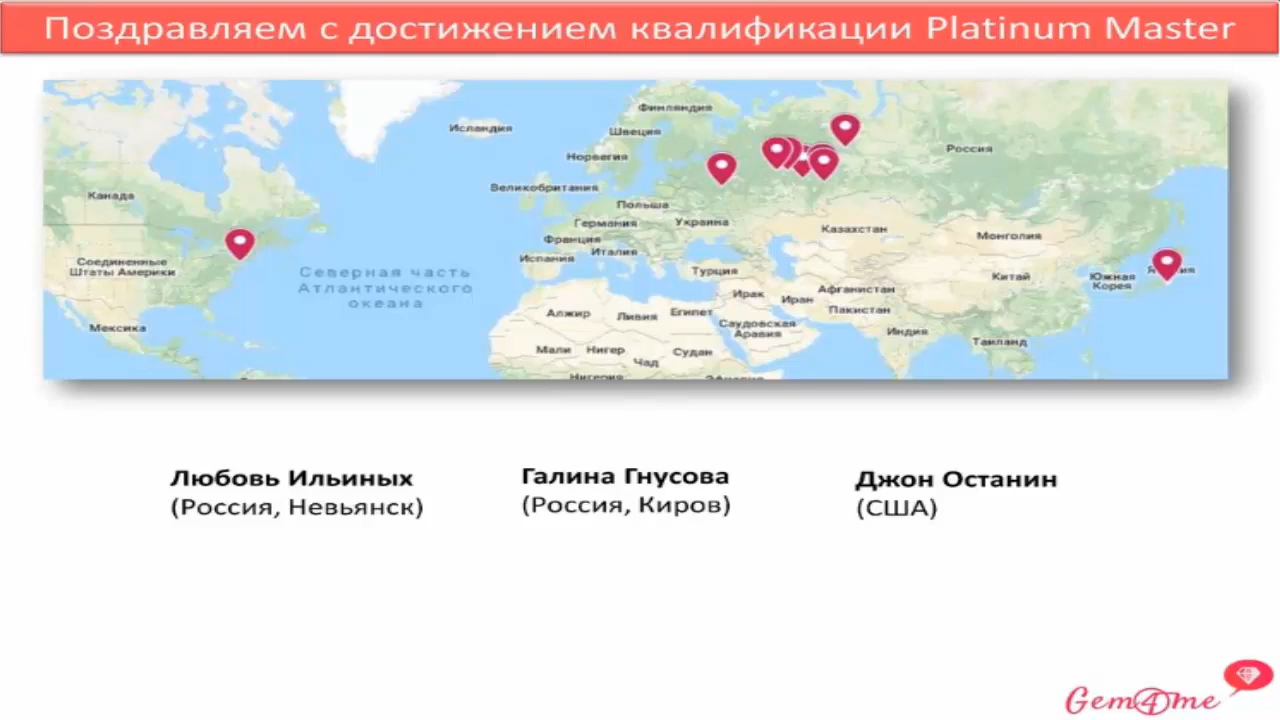 Поздравляем с достижением квалификации Platinum Master
Финляндия
Исландия
Швеция
Россия
Норвегия
Великобритания
Канада
Польша
Германия
Украина
Казахстан
Франция
Монголия
Испания
Италия
Соединенные
Штаты Америки
Северная часть
Атлантического
океана
Турция
Китай
Южная
Корея
Ирак
Иран
Афганистан
Пакистан
Алжир
Ливия
Египет
Саудовская
Аравия
Мексика
Индия
Таиланд
Мали
Нигер
Чад
Судан
Нигерия
Любовь Ильиных
(Россия, Невьянск)
Галина Гнусова
(Россия, Киров)
Джон Останин
(США)
Gem4me